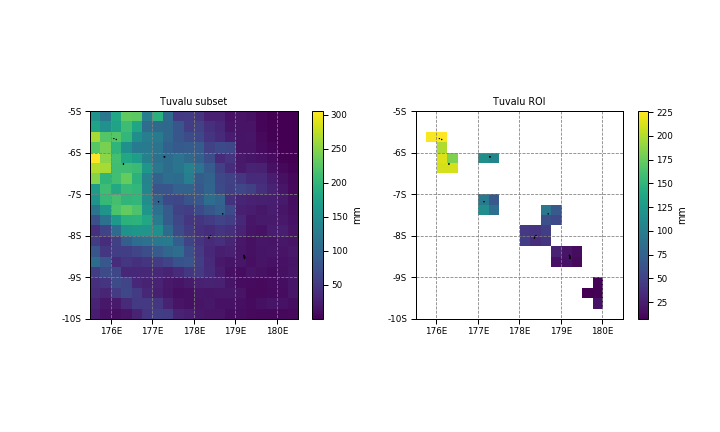 Tuvalu subset
-5S
-6S
-7S
-8S
-9S
-10S
176E 177E 178E 179E 180E
300
250
200
150
100
50
mm
Tuvalu ROI
-5S
-6S
-7S
-8S
-9S
-10S
176E 177E 178E 179E 180E
225
200
175
150
125
100
75
50
25
mm